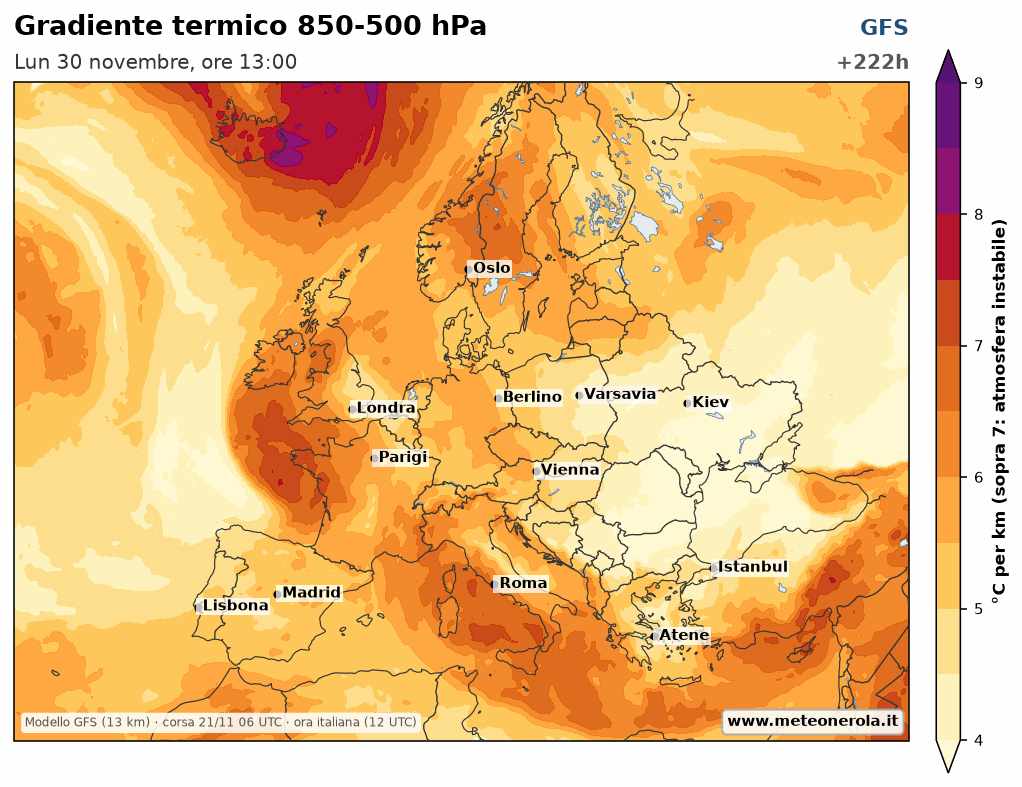 Gradiente termico 850-500 hPa
GFS
Lun 30 novembre, ore 13:00
+222h
Oslo
Londra
Berlino
Varsavia
Kiev
Parigi
Vienna
Istanbul
Roma
Madrid
Lisbona
Atene
Modello GFS (13 km) · corsa 21/11 06 UTC · ora italiana (12 UTC)
www.meteonerola.it
9
8
7
6
5
4
°C per km (sopra 7: atmosfera instabile)